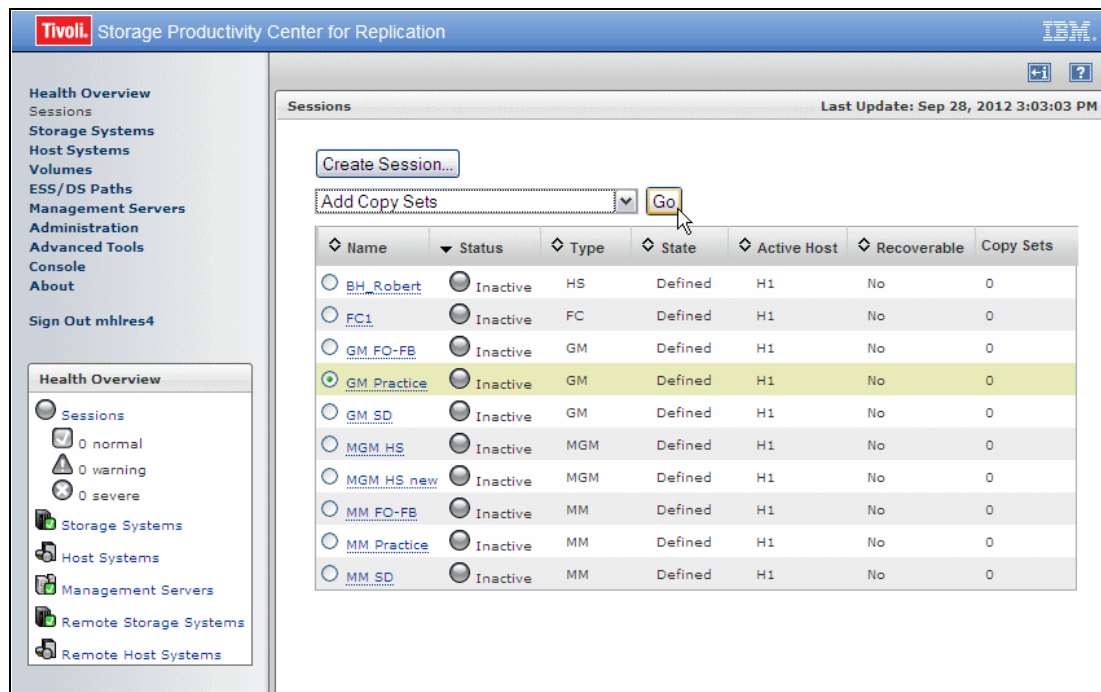 Tivoli. Storage Productivity Center for Replication IBM.
Health Overview
Sessions
Storage Systems
Host Systems
Volumes
ESS/DS Paths
Management Servers
Administration
Advanced Tools
Console
About
Sign Out mhlres4
Health Overview
Sessions
0 normal
0 warning
0 severe
Storage Systems
Host Systems
Management Servers
Remote Storage Systems
Remote Host Systems
i ?
Sessions Last Update: Sep 28, 2012 3:03:03 PM
Create Session...
Add Copy Sets Go
Name Status Type State Active Host Recoverable Copy Sets
BH_Robert Inactive HS Defined H1 No 0
FC1 Inactive FC Defined H1 No 0
GM FO-FB Inactive GM Defined H1 No 0
GM Practice Inactive GM Defined H1 No 0
GM SD Inactive GM Defined H1 No 0
MGM HS Inactive MGM Defined H1 No 0
MGM HS new Inactive MGM Defined H1 No 0
MM FO-FB Inactive MM Defined H1 No 0
MM Practice Inactive MM Defined H1 No 0
MM SD Inactive MM Defined H1 No 0